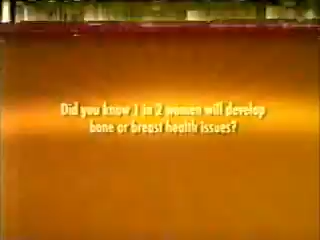 Did you know 1 in 2 women will develop
bone or breast health issues?